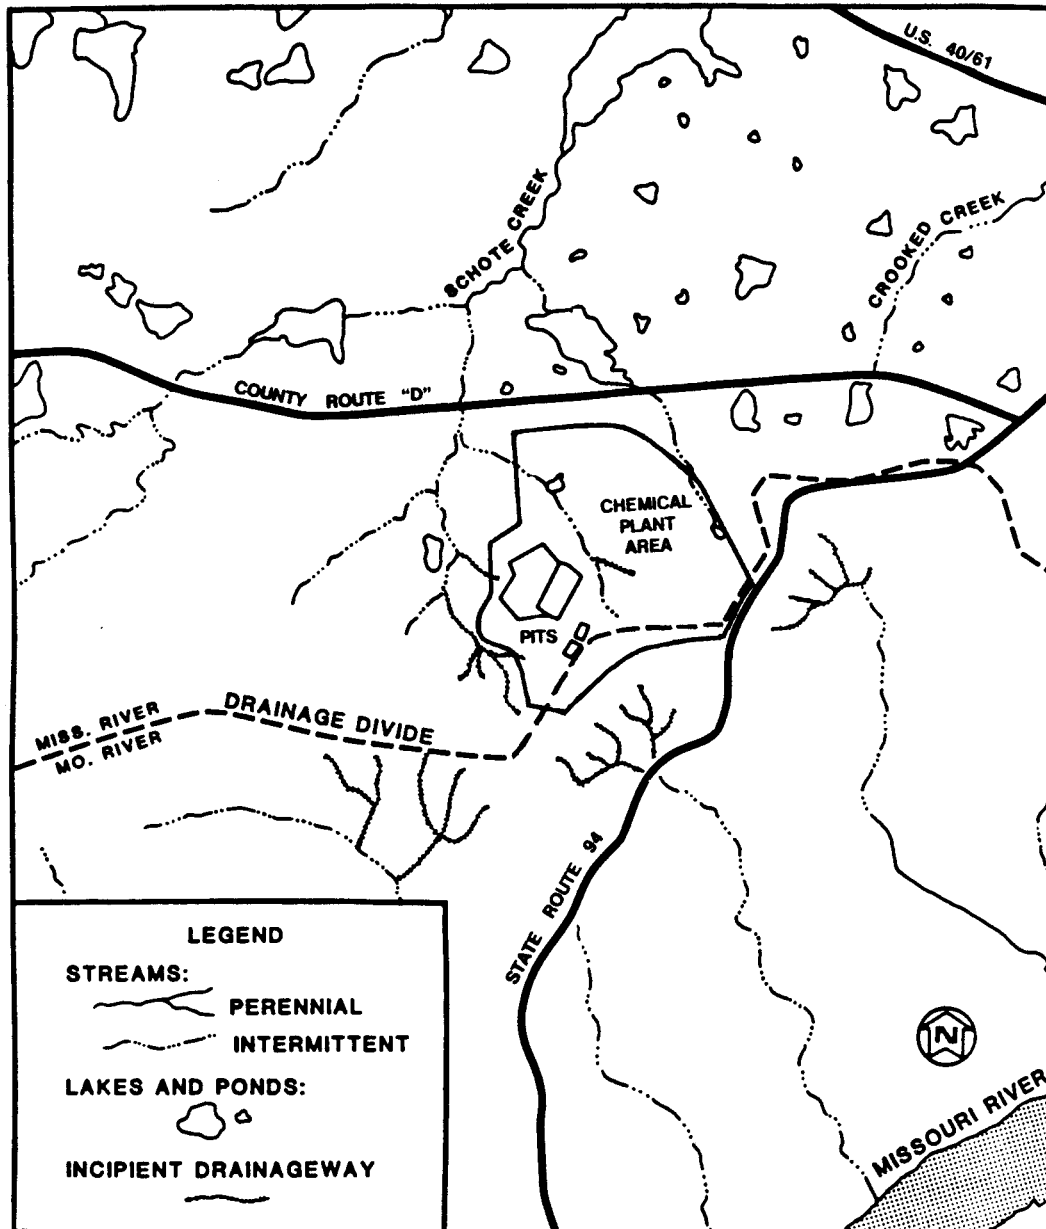 U.S. 40/61
SCHOTE CREEK
CROOKED CREEK
COUNTY ROUTE "D"
CHEMICAL
PLANT
AREA
PITS
MISS. RIVER
MO. RIVER
DRAINAGE DIVIDE
STATE ROUTE 94
LEGEND
STREAMS:
PERENNIAL
INTERMITTENT
LAKES AND PONDS:
INCIPIENT DRAINAGEWAY
N
MISSOURI RIVER